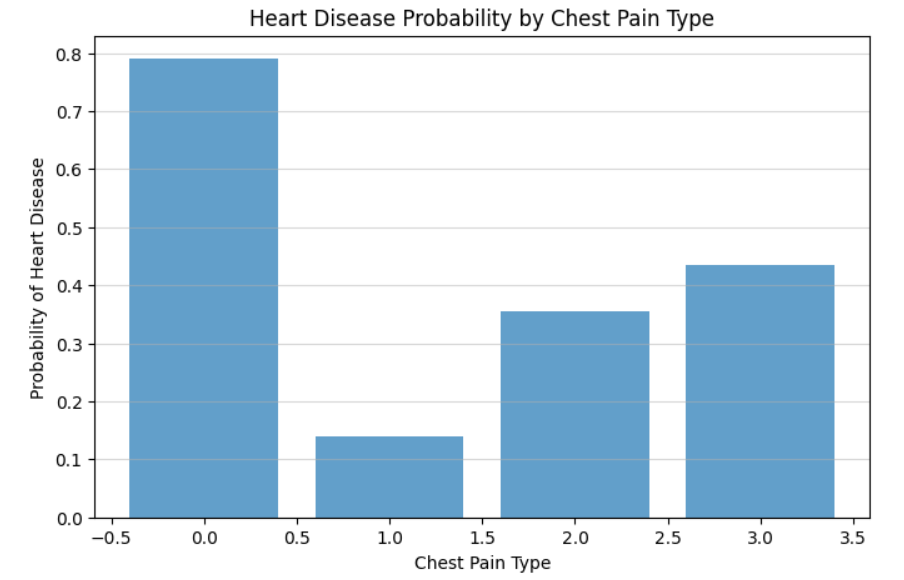 Heart Disease Probability by Chest Pain Type
Probability of Heart Disease
0.8
0.7
0.6
0.5
0.4
0.3
0.2
0.1
0.0
−0.5 0.0 0.5 1.0 1.5 2.0 2.5 3.0 3.5
Chest Pain Type